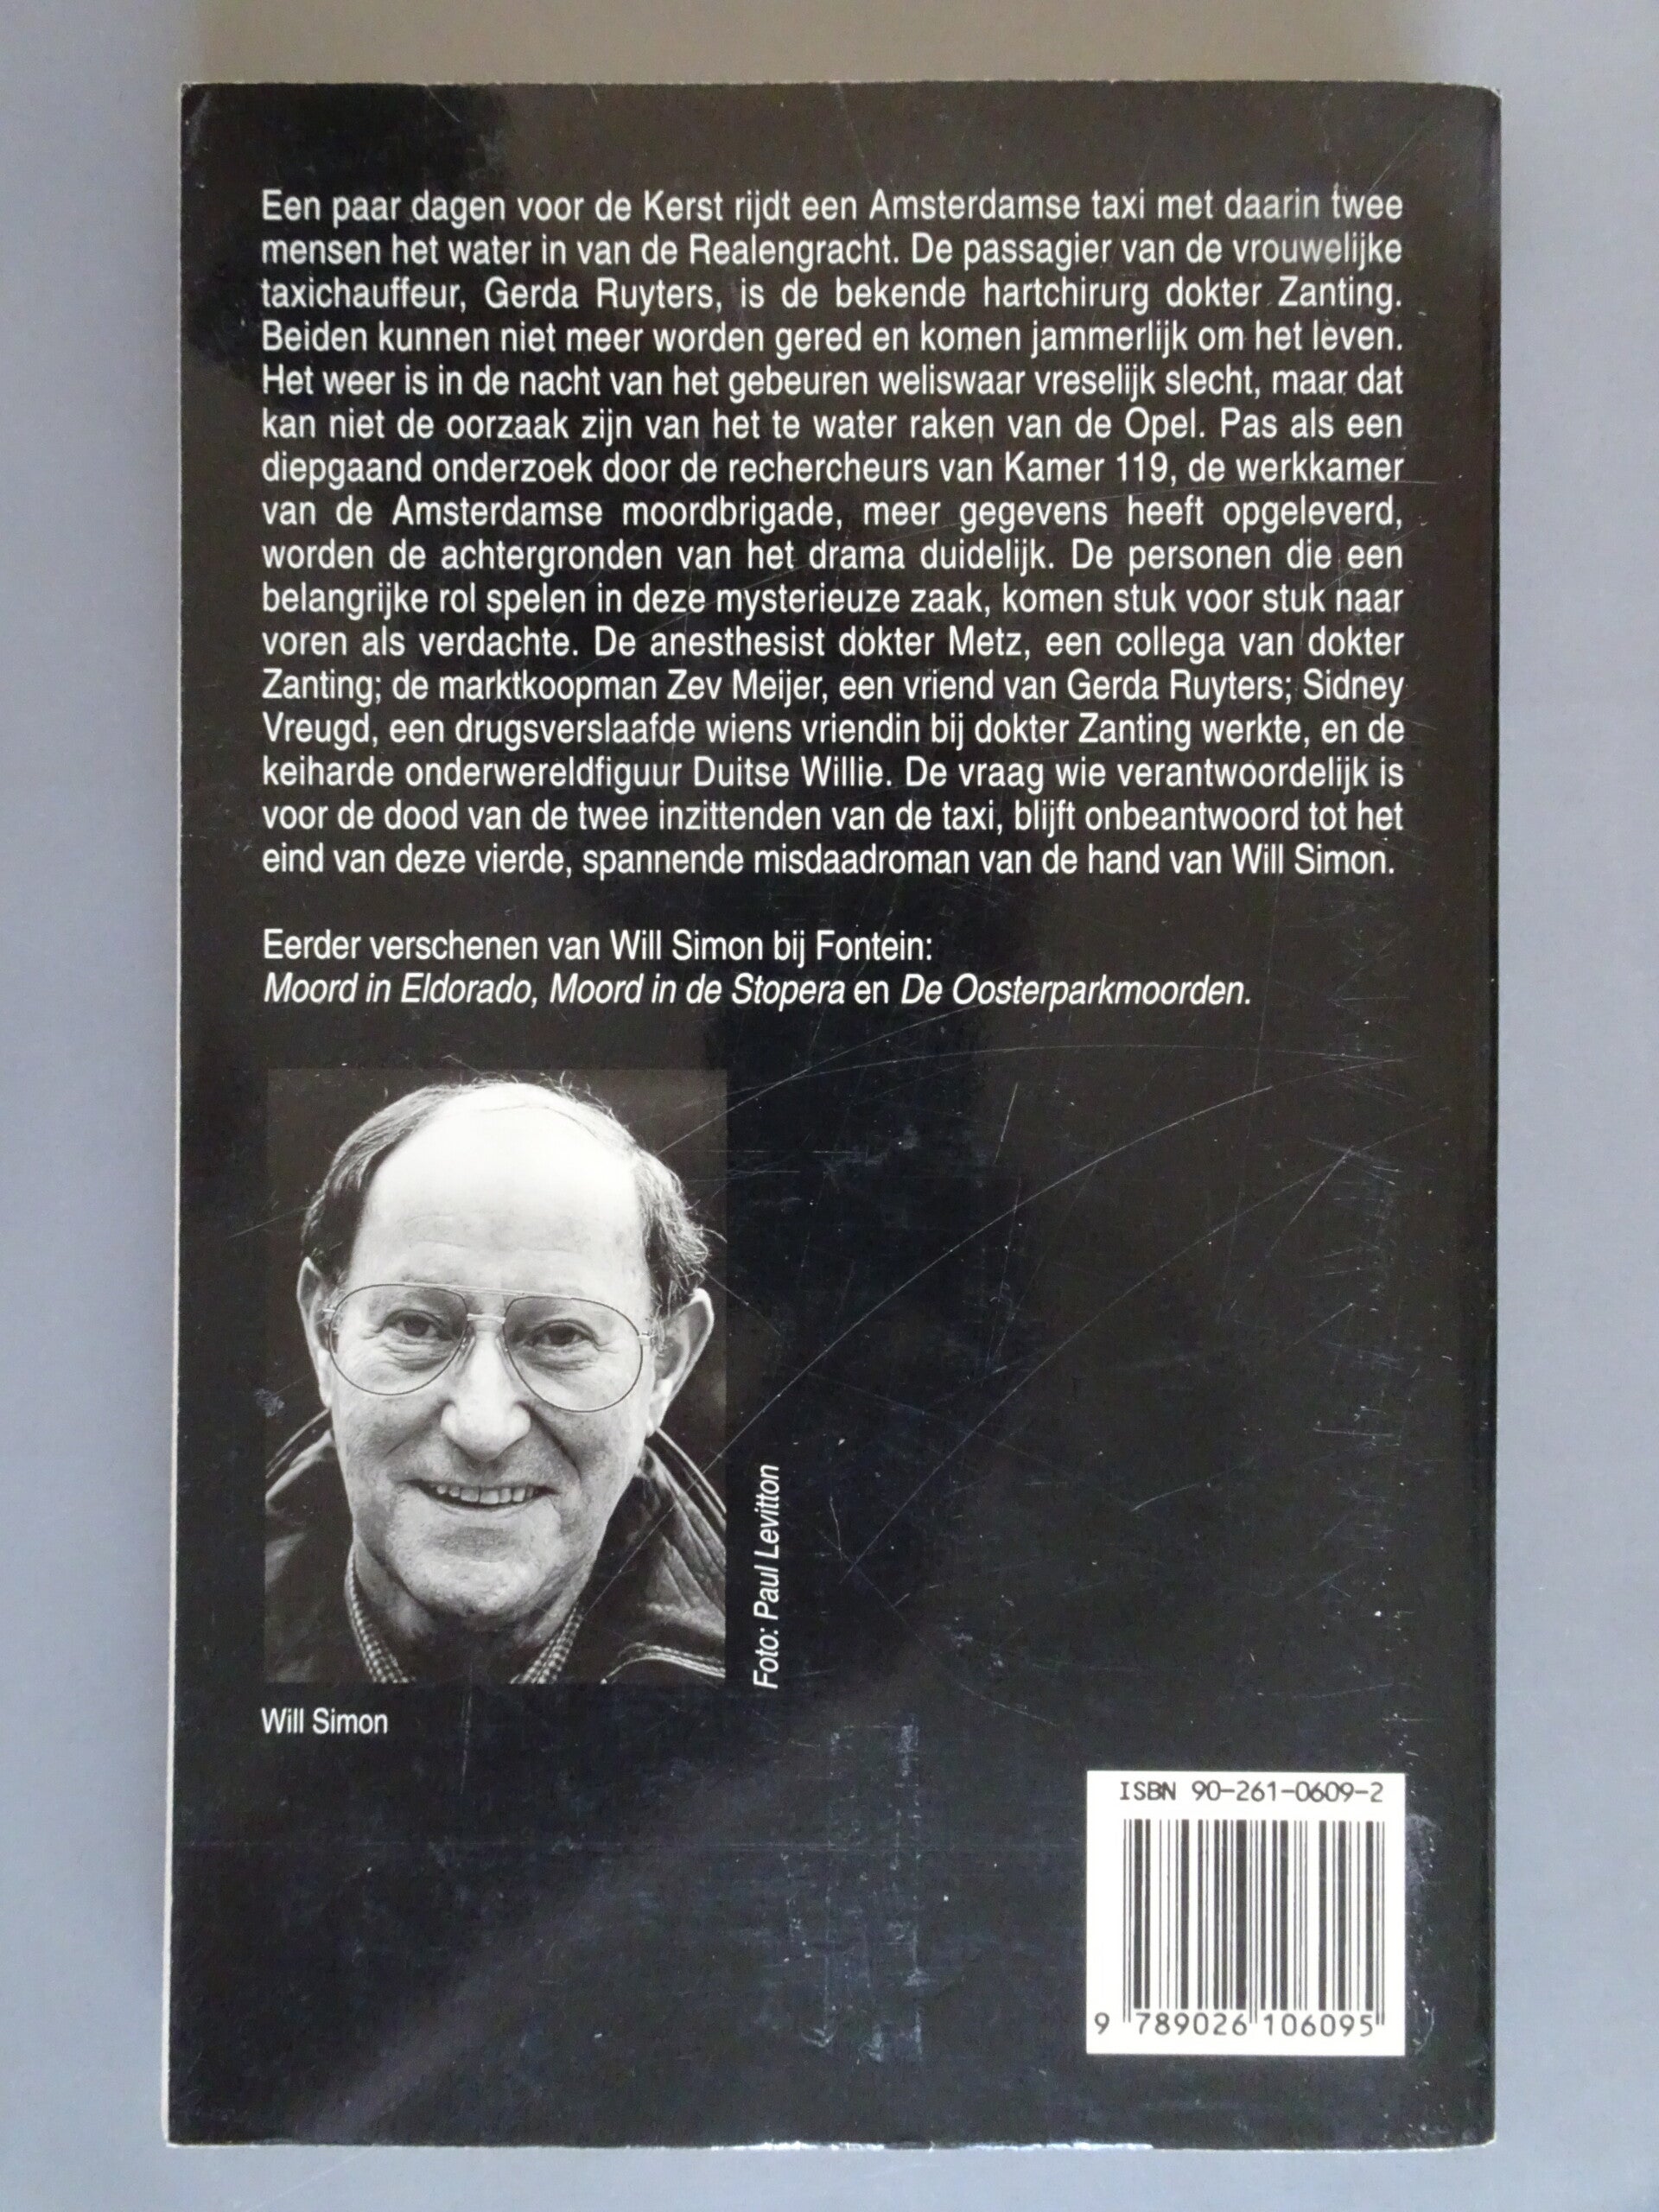 Een paar dagen voor de Kerst rijdt een Amsterdamse taxi met daarin twee
mensen het water in van de Realengracht. De passagier van de vrouwelijke
taxichauffeur, Gerda Ruyters, is de bekende hartchirurg dokter Zanting.
Beiden kunnen niet meer worden gered en komen jammerlijk om het leven.
Het weer is in de nacht van het gebeuren weliswaar vreselijk slecht, maar dat
kan niet de oorzaak zijn van het te water raken van de Opel. Pas als een
diepgaand onderzoek door de rechercheurs van Kamer 119, de werkkamer
van de Amsterdamse moordbrigade, meer gegevens heeft opgeleverd,
worden de achtergronden van het drama duidelijk. De personen die een
belangrijke rol spelen in deze mysterieuze zaak, komen stuk voor stuk naar
voren als verdachte. De anesthesist dokter Metz, een collega van dokter
Zanting; de marktkoopman Zev Meijer, een vriend van Gerda Ruyters; Sidney
Vreugd, een drugsverslaafde wiens vriendin bij dokter Zanting werkte, en de
keiharde onderwereldfiguur Duitse Willie. De vraag wie verantwoordelijk is
voor de dood van de twee inzittenden van de taxi, blijft onbeantwoord tot het
eind van deze vierde, spannende misdaadroman van de hand van Will Simon.
Eerder verschenen van Will Simon bij Fontein:
Moord in Eldorado, Moord in de Stopera en De Oosterparkmoorden.
Foto: Paul Levitton
Will Simon
ISBN 90-261-0609-2
9 789026 106095